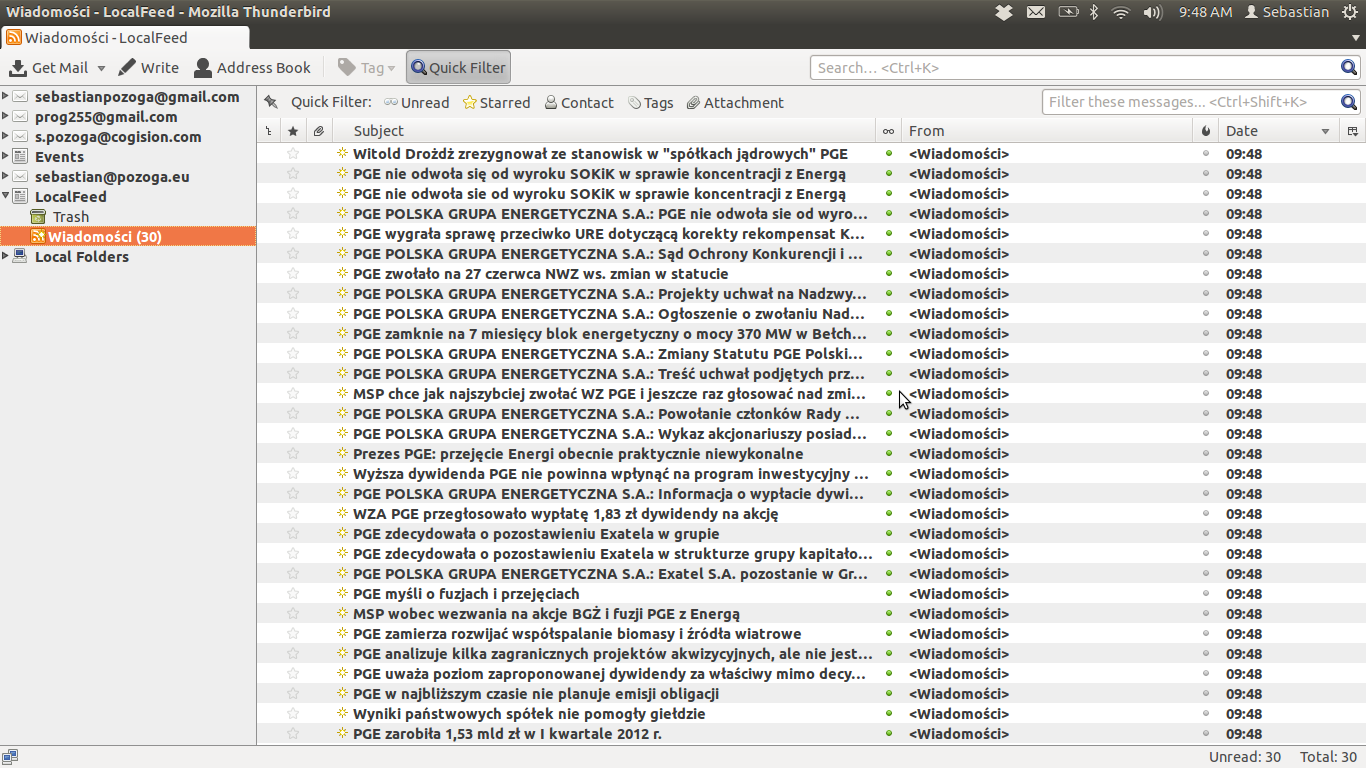 Wiadomości - LocalFeed - Mozilla Thunderbird
9:48 AM Sebastian
Wiadomości - LocalFeed
Get Mail Write Address Book Tag Quick Filter Search... <Ctrl+K>
sebastianpozoga@gmail.com
prog255@gmail.com
s.pozoga@cogision.com
Events
sebastian@pozoga.eu
LocalFeed
Trash
Wiadomości (30)
Local Folders
Quick Filter: Unread Starred Contact Tags Attachment Filter these messages... <Ctrl+Shift+K>
Subject From Date
Witold Drożdż zrezygnował ze stanowisk w "spółkach jądrowych" PGE <Wiadomości> 09:48
PGE nie odwoła się od wyroku SOKiK w sprawie koncentracji z Energą <Wiadomości> 09:48
PGE nie odwoła sie od wyroku SOKiK w sprawie koncentracji z Energą <Wiadomości> 09:48
PGE POLSKA GRUPA ENERGETYCZNA S.A.: PGE nie odwoła sie od wyro... <Wiadomości> 09:48
PGE wygrała sprawę przeciwko URE dotyczącą korekty rekompensat K... <Wiadomości> 09:48
PGE POLSKA GRUPA ENERGETYCZNA S.A.: Sąd Ochrony Konkurencji i ... <Wiadomości> 09:48
PGE zwołało na 27 czerwca NWZ ws. zmian w statucie <Wiadomości> 09:48
PGE POLSKA GRUPA ENERGETYCZNA S.A.: Projekty uchwał na Nadzwy... <Wiadomości> 09:48
PGE POLSKA GRUPA ENERGETYCZNA S.A.: Ogłoszenie o zwołaniu Nad... <Wiadomości> 09:48
PGE zamknie na 7 miesięcy blok energetyczny o mocy 370 MW w Bełch... <Wiadomości> 09:48
PGE POLSKA GRUPA ENERGETYCZNA S.A.: Zmiany Statutu PGE Polski... <Wiadomości> 09:48
PGE POLSKA GRUPA ENERGETYCZNA S.A.: Treść uchwał podjętych prz... <Wiadomości> 09:48
MSP chce jak najszybciej zwołać WZ PGE i jeszcze raz głosować nad zmi... <Wiadomości> 09:48
PGE POLSKA GRUPA ENERGETYCZNA S.A.: Powołanie członków Rady ... <Wiadomości> 09:48
PGE POLSKA GRUPA ENERGETYCZNA S.A.: Wykaz akcjonariuszy posiad... <Wiadomości> 09:48
Prezes PGE: przejęcie Energi obecnie praktycznie niewykonalne <Wiadomości> 09:48
Wyższa dywidenda PGE nie powinna wpłynąć na program inwestycyjny ... <Wiadomości> 09:48
PGE POLSKA GRUPA ENERGETYCZNA S.A.: Informacja o wypłacie dywi... <Wiadomości> 09:48
WZA PGE przegłosowało wypłatę 1,83 zł dywidendy na akcję <Wiadomości> 09:48
PGE zdecydowała o pozostawieniu Exatela w grupie <Wiadomości> 09:48
PGE zdecydowała o pozostawieniu Exatela w strukturze grupy kapitało... <Wiadomości> 09:48
PGE POLSKA GRUPA ENERGETYCZNA S.A.: Exatel S.A. pozostanie w Gr... <Wiadomości> 09:48
PGE myśli o fuzjach i przejęciach <Wiadomości> 09:48
MSP wobec wezwania na akcje BGŻ i fuzji PGE z Energą <Wiadomości> 09:48
PGE zamierza rozwijać współspalanie biomasy i źródła wiatrowe <Wiadomości> 09:48
PGE analizuje kilka zagranicznych projektów akwizycyjnych, ale nie jest... <Wiadomości> 09:48
PGE uważa poziom zaproponowanej dywidendy za właściwy mimo decy... <Wiadomości> 09:48
PGE w najbliższym czasie nie planuje emisji obligacji <Wiadomości> 09:48
Wyniki państwowych spółek nie pomogły giełdzie <Wiadomości> 09:48
PGE zarobiła 1,53 mld zł w I kwartale 2012 r. <Wiadomości> 09:48
Unread: 30 Total: 30